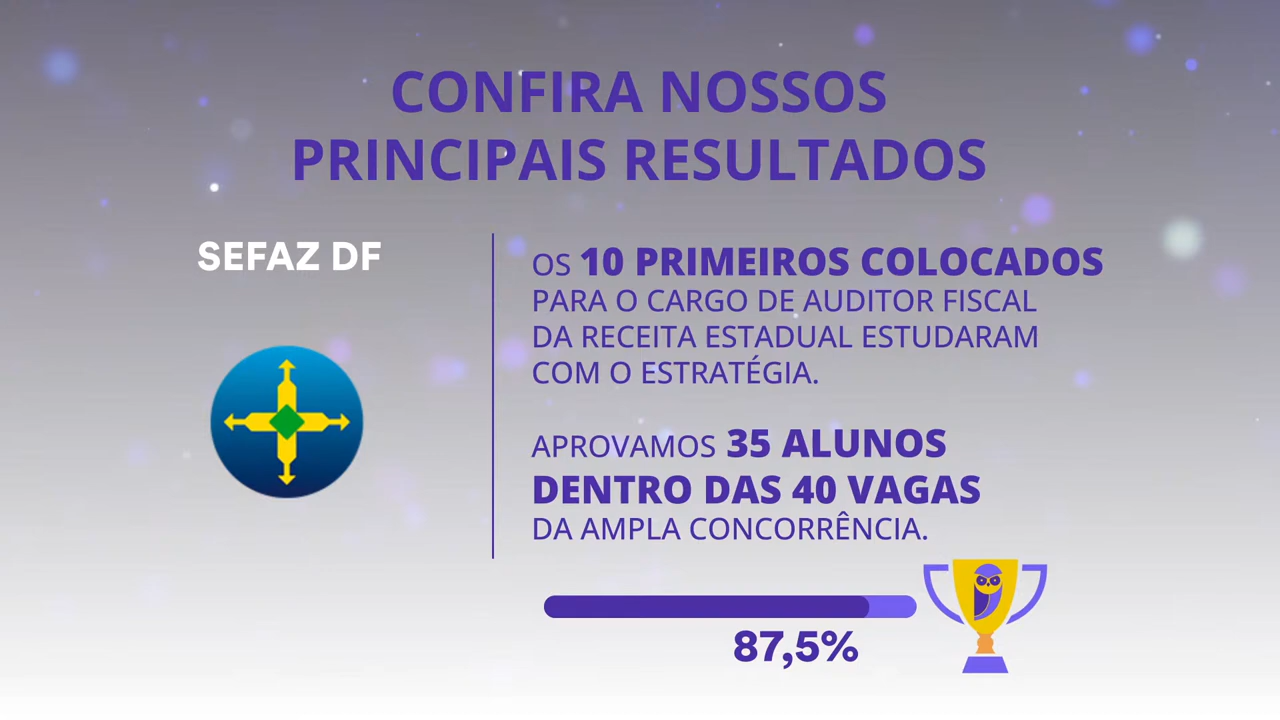 CONFIRA NOSSOS
PRINCIPAIS RESULTADOS
SEFAZ DF
OS 10 PRIMEIROS COLOCADOS
PARA O CARGO DE AUDITOR FISCAL
DA RECEITA ESTADUAL ESTUDARAM
COM O ESTRATÉGIA.
APROVAMOS 35 ALUNOS
DENTRO DAS 40 VAGAS
DA AMPLA CONCORRÊNCIA.
87,5%